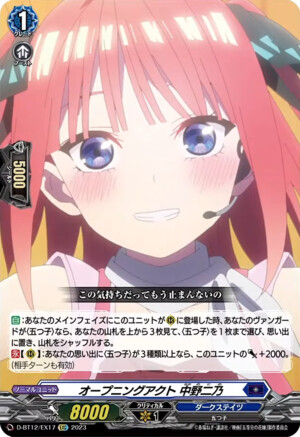 1
グレード
ブースト
5000
シールド
この気持ちだってもう止まんないの
:あなたのメインフェイズにこのユニットがⓇに登場した時、あなたのヴァンガー
ドが〈五つ子〉なら、あなたの山札を上から3枚見て、〈五つ子〉を1枚まで選び、思い出
に置き、山札をシャッフルする。
永【Ⓡ】:あなたの思い出に〈五つ子〉が3種類以上なら、このユニットの+2000。
(相手ターンも有効)
ノーマルユニット
オープニングアクト 中野二乃
D-BT12/EX17 2023
パワー
8000
クリティカル
1
ダークステイツ
五つ子